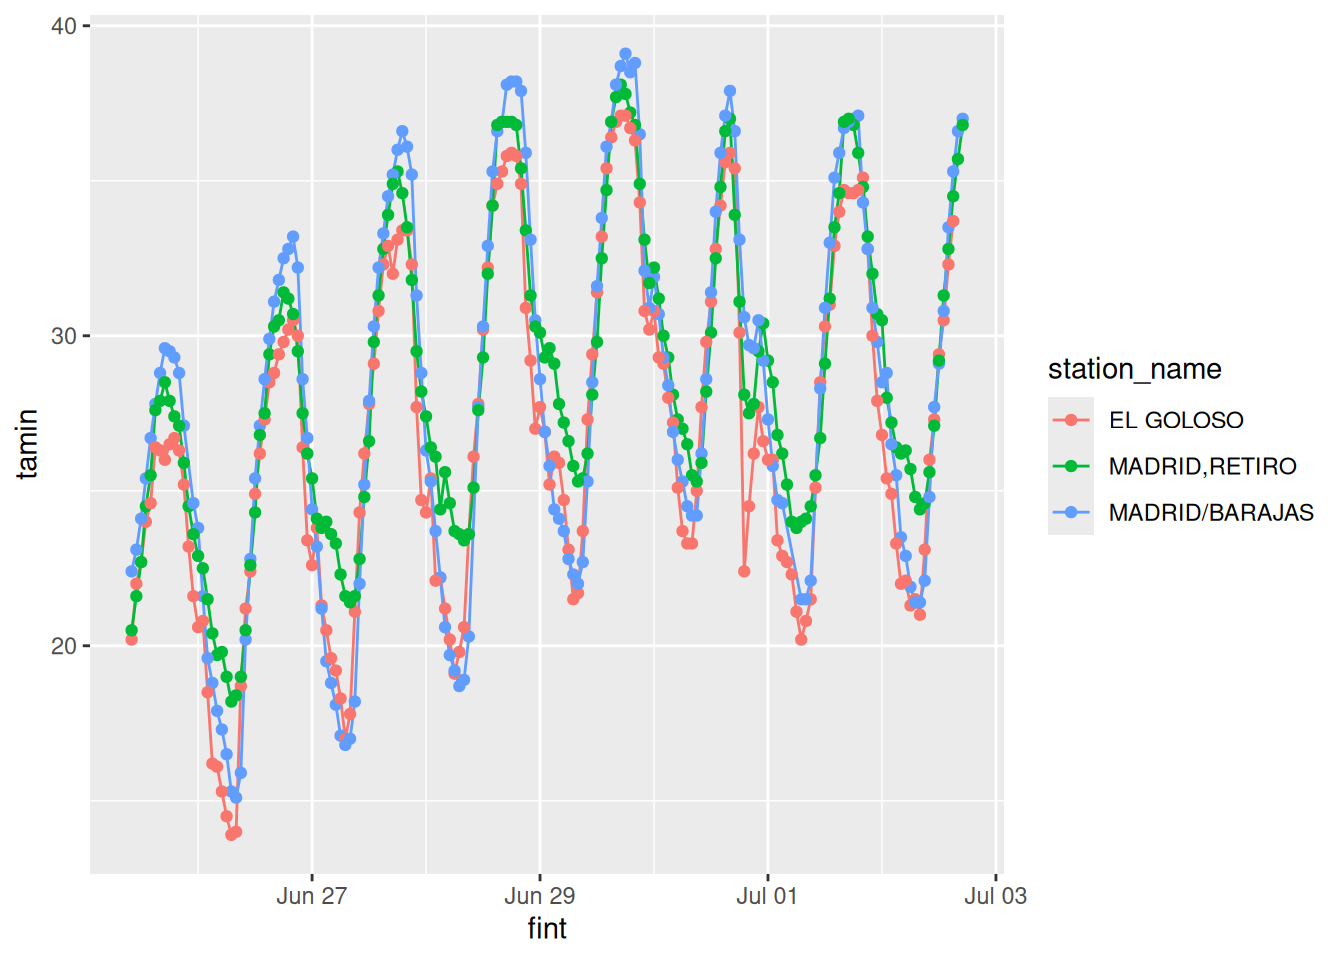 40
30
20
tamin
Jun 27
Jun 29
Jul 01
Jul 03
fint
station_name
EL GOLOSO
MADRID,RETIRO
MADRID/BARAJAS